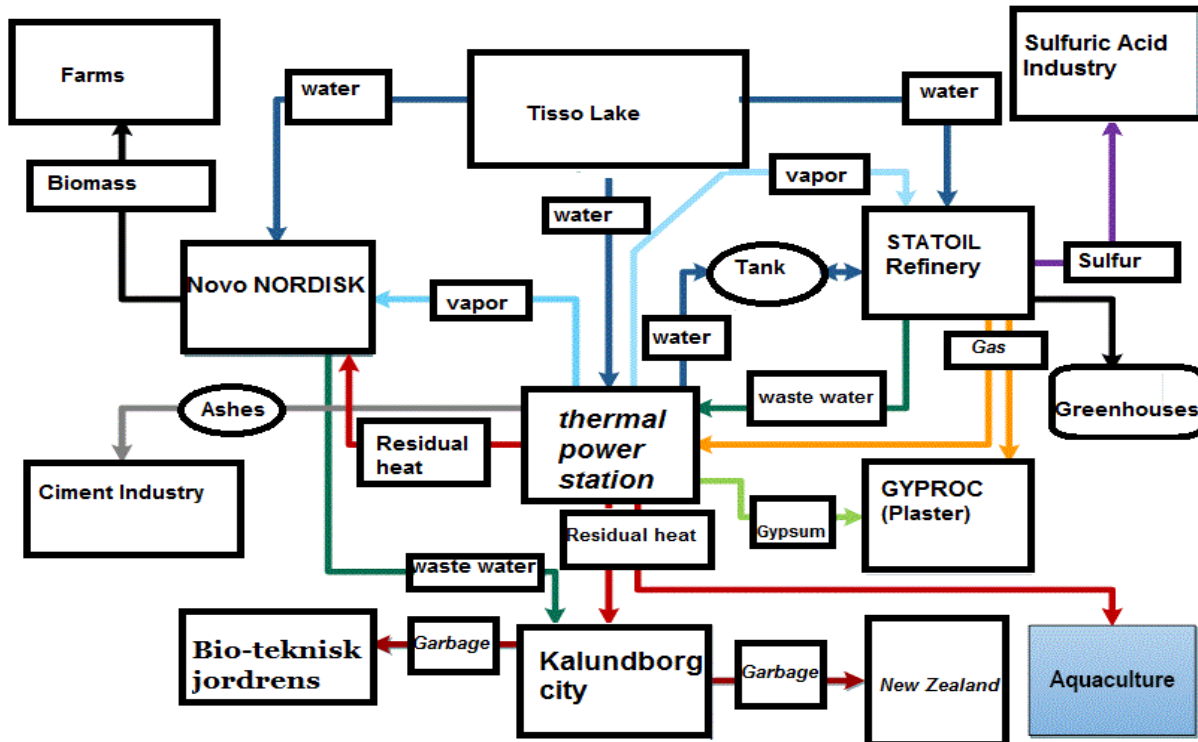 Farms
water
Tisso Lake
water
Sulfuric Acid
Industry
Biomass
water
vapor
Novo NORDISK
vapor
Tank
STATOIL
Refinery
Sulfur
water
Gas
Ashes
Residual
heat
thermal
power
station
waste water
Greenhouses
Ciment Industry
Residual heat
Gypsum
GYPROC
(Plaster)
waste water
Bio-teknisk
jordrens
Garbage
Kalundborg
city
Garbage
New Zealand
Aquaculture